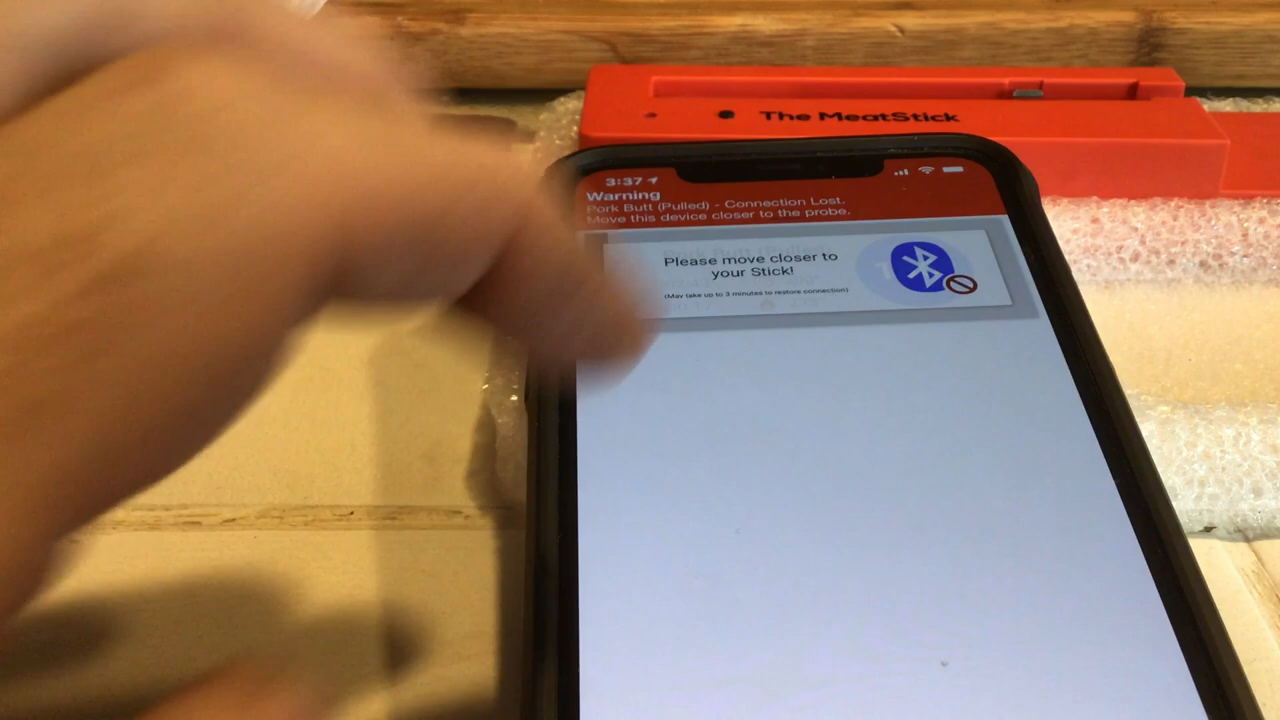 The MeatStick
3:37
Warning
Pork Butt (Pulled) - Connection Lost.
Move this device closer to the probe.
Please move closer to
your Stick!
(May take up to 3 minutes to restore connection)